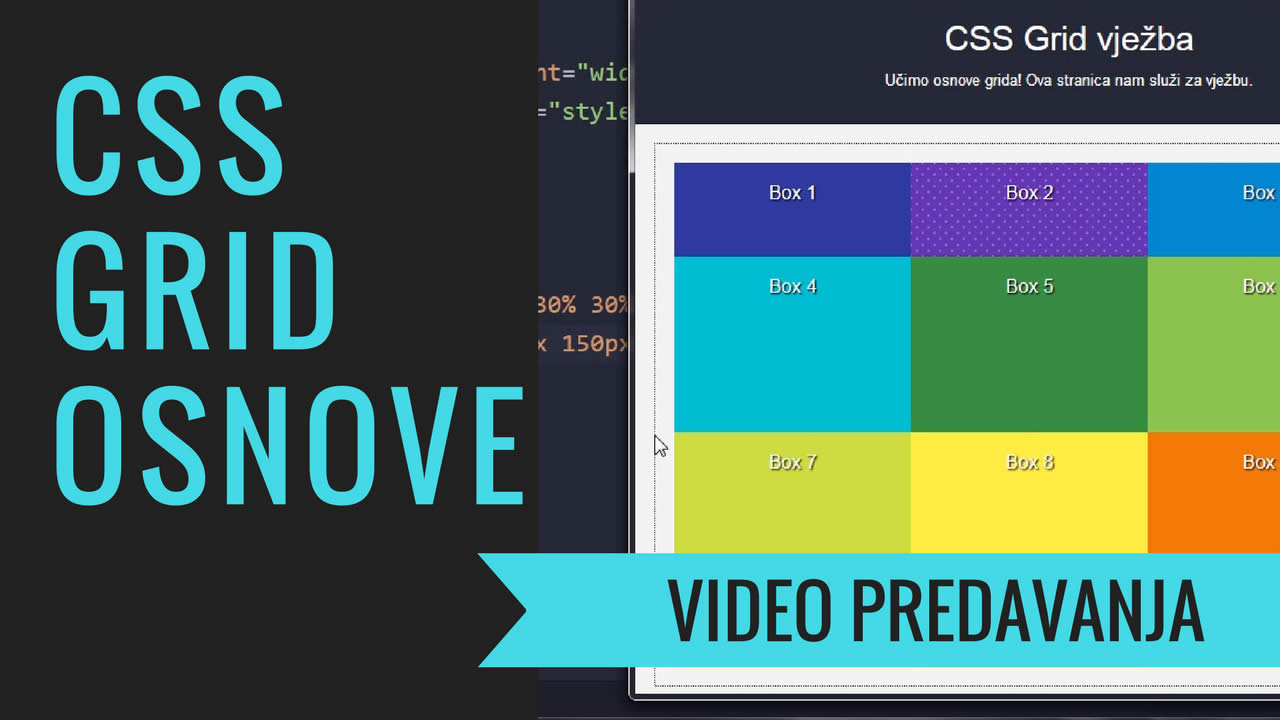 CSS
GRID
OSNOVE
nt="wid
="style
30% 30%
x 150px
CSS Grid vježba
Učimo osnove grida! Ova stranica nam služi za vježbu.
Box 1 Box 2 Box
Box 4 Box 5 Box
Box 7 Box 8 Box
VIDEO PREDAVANJA